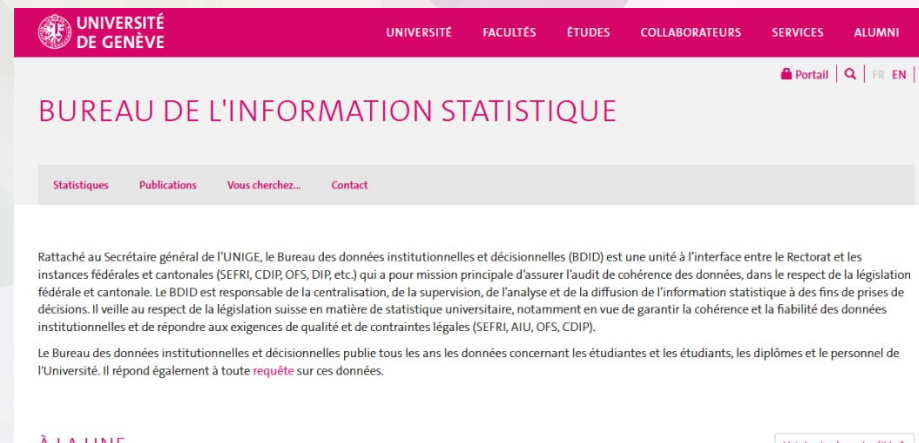 UNIVERSITÉ
DE GENÈVE
UNIVERSITÉ FACULTÉS ÉTUDES COLLABORATEURS SERVICES ALUMNI
Portail FR EN
BUREAU DE L'INFORMATION STATISTIQUE
Statistiques Publications Vous cherchez... Contact
Rattaché au Secrétaire général de l'UNIGE, le Bureau des données institutionnelles et décisionnelles (BDID) est une unité à l'interface entre le Rectorat et les
instances fédérales et cantonales (SEFRI, CDIP, OFS, DIP, etc.) qui a pour mission principale d'assurer l'audit de cohérence des données, dans le respect de la législation
fédérale et cantonale. Le BDID est responsable de la centralisation, de la supervision, de l'analyse et de la diffusion de l'information statistique à des fins de prises de
décisions. Il veille au respect de la législation suisse en matière de statistique universitaire, notamment en vue de garantir la cohérence et la fiabilité des données
institutionnelles et de répondre aux exigences de qualité et de contraintes légales (SEFRI, AIU, OFS, CDIP).
Le Bureau des données institutionnelles et décisionnelles publie tous les ans les données concernant les étudiantes et les étudiants, les diplômes et le personnel de
l'Université. Il répond également à toute requête sur ces données.
À LA UNE